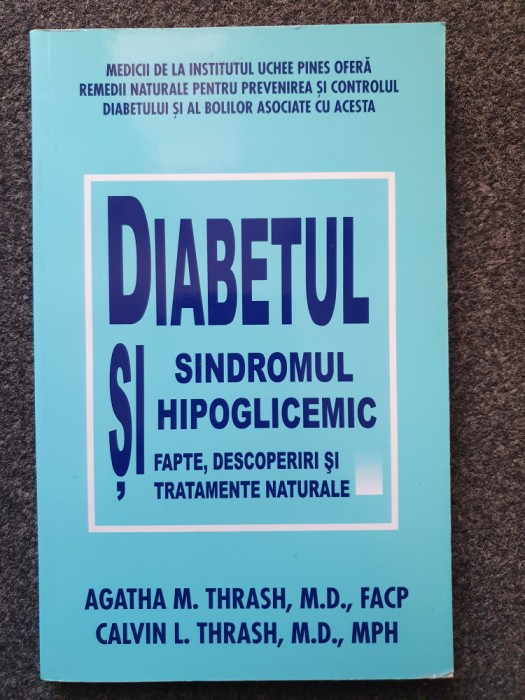 MEDICII DE LA INSTITUTUL UCHEE PINES OFERĂ
REMEDII NATURALE PENTRU PREVENIREA ȘI CONTROLUL
DIABETULUI ȘI AL BOLILOR ASOCIATE CU ACESTA
DIABETUL
ȘI SINDROMUL
HIPOGLICEMIC
FAPTE, DESCOPERIRI ŞI
TRATAMENTE NATURALE
AGATHA M. THRASH, M.D., FACP
CALVIN L. THRASH, M.D., MPH